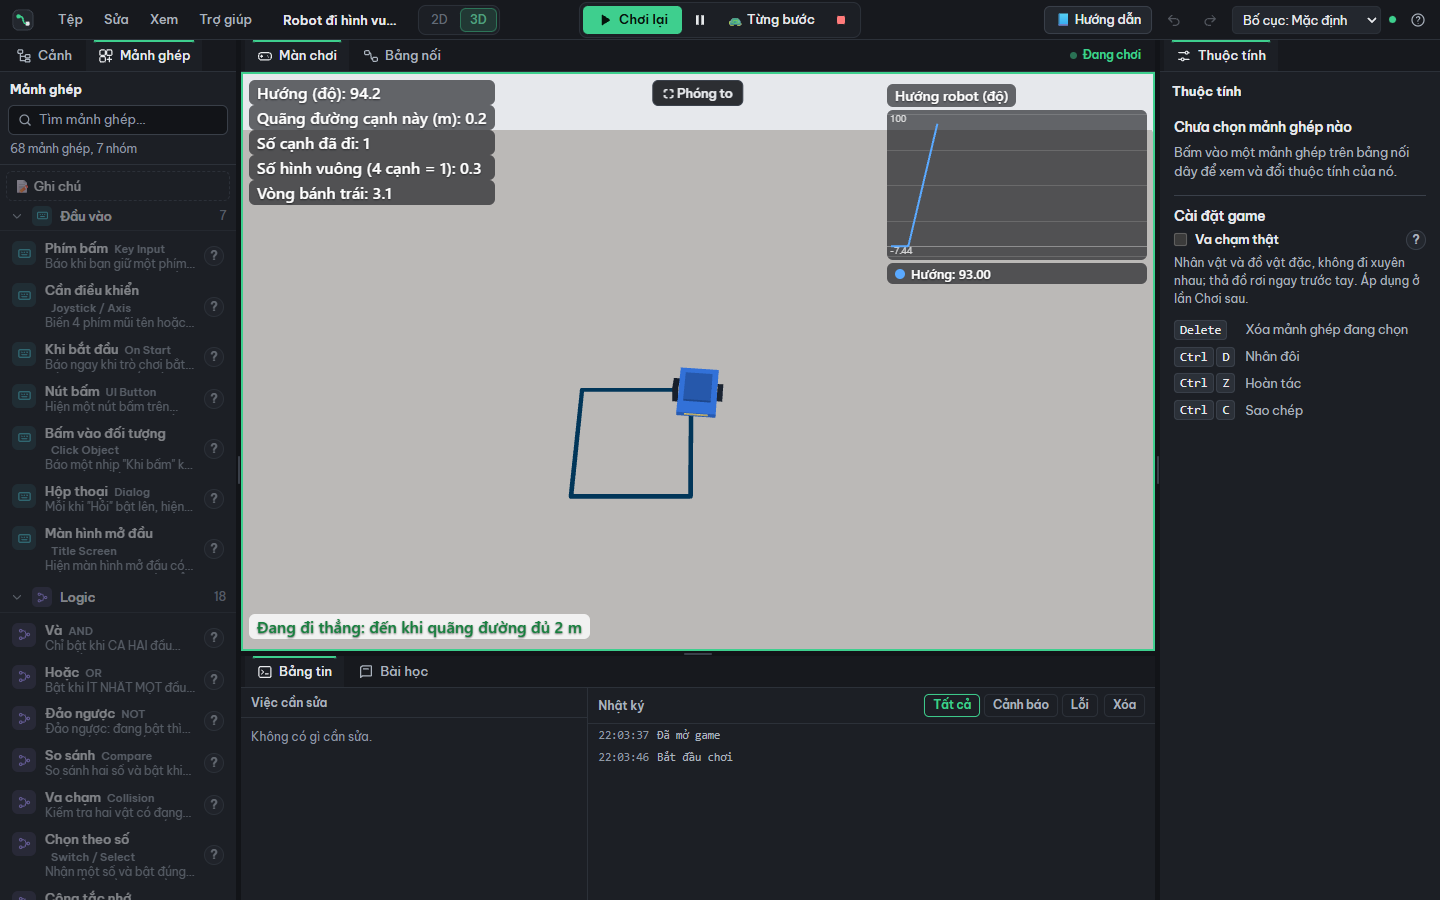 Tệp Sửa Xem Trợ giúp Robot đi hình vu... 2D 3D Chơi lại Từng bước Hướng dẫn Bố cục: Mặc định
Cảnh Mảnh ghép
Mảnh ghép
Tìm mảnh ghép...
68 mảnh ghép, 7 nhóm
Ghi chú
Đầu vào 7
Phím bấm Key Input
Báo khi bạn giữ một phím...
Cần điều khiển
Joystick / Axis
Biến 4 phím mũi tên hoặc...
Khi bắt đầu On Start
Báo ngay khi trò chơi bắt...
Nút bấm UI Button
Hiện một nút bấm trên...
Bấm vào đối tượng
Click Object
Báo một nhịp "Khi bấm" k...
Hộp thoại Dialog
Mỗi khi "Hỏi" bật lên, hiện...
Màn hình mở đầu
Title Screen
Hiện màn hình mở đầu có...
Logic 18
Và AND
Chỉ bật khi CẢ HAI đầu...
Hoặc OR
Bật khi ÍT NHẤT MỘT đầu...
Đảo ngược NOT
Đảo ngược: đang bật thì...
So sánh Compare
So sánh hai số và bật khi...
Va chạm Collision
Kiểm tra hai vật có đang...
Chọn theo số
Switch / Select
Nhận một số và bật đúng...
Công tắc nhớ
Màn chơi Bảng nối Đang chơi
Hướng (độ): 94.2
Quãng đường cạnh này (m): 0.2
Số cạnh đã đi: 1
Số hình vuông (4 cạnh = 1): 0.3
Vòng bánh trái: 3.1
Phóng to
Hướng robot (độ)
100
-7.44
Hướng: 93.00
Đang đi thẳng: đến khi quãng đường đủ 2 m
Bảng tin Bài học
Việc cần sửa
Không có gì cần sửa.
Nhật ký Tất cả Cảnh báo Lỗi Xóa
22:03:37 Đã mở game
22:03:46 Bắt đầu chơi
Thuộc tính
Thuộc tính
Chưa chọn mảnh ghép nào
Bấm vào một mảnh ghép trên bảng nối
dây để xem và đổi thuộc tính của nó.
Cài đặt game
Va chạm thật ?
Nhân vật và đồ vật đặc, không đi xuyên
nhau; thả đồ rơi ngay trước tay. Áp dụng ở
lần Chơi sau.
Delete Xóa mảnh ghép đang chọn
Ctrl D Nhân đôi
Ctrl Z Hoàn tác
Ctrl C Sao chép